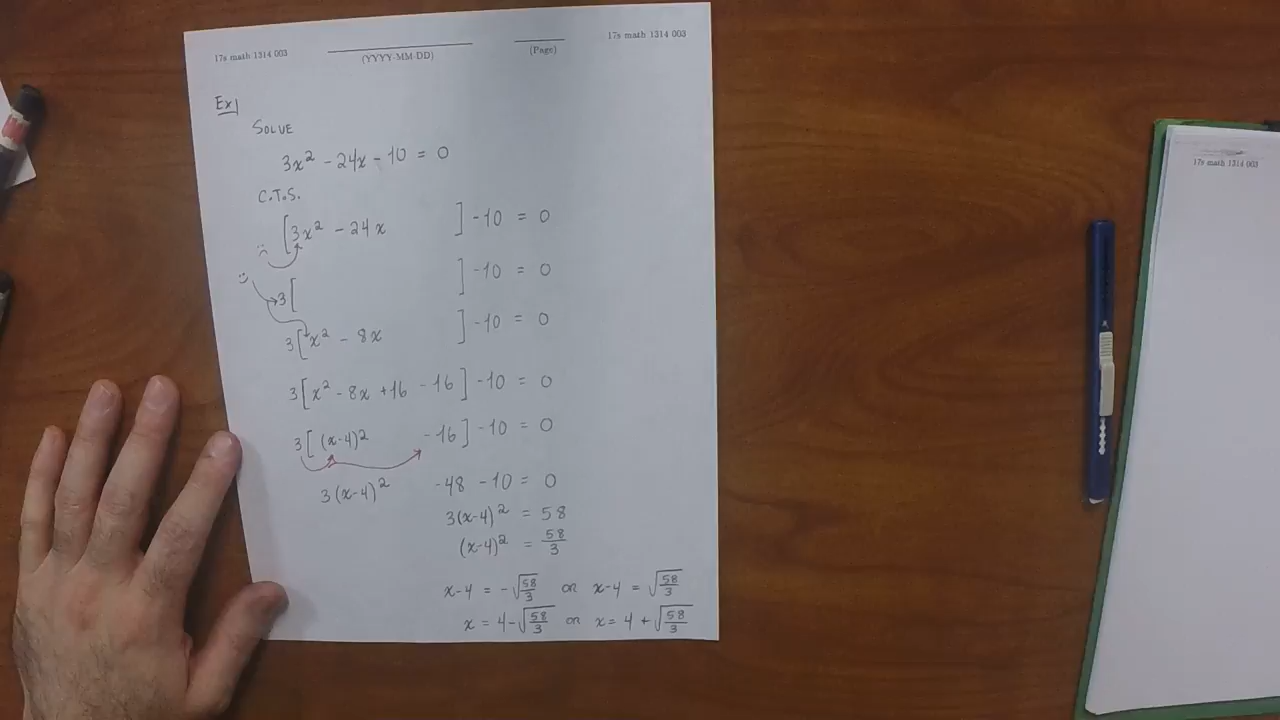 17s math 1314 003 (YYYY-MM-DD) (Page) 17s math 1314 003
Ex1
SOLVE
3x² - 24x - 10 = 0
C.T.S.
[3x² - 24x ] -10 = 0
3[ ] -10 = 0
3[x² - 8x ] -10 = 0
3[x² - 8x +16 -16] -10 = 0
3[(x-4)² -16] -10 = 0
3(x-4)² -48 -10 = 0
3(x-4)² = 58
(x-4)² = 58/3
x-4 = -√58/3 or x-4 = √58/3
x = 4-√58/3 or x = 4 + √58/3
17s math 1314 003